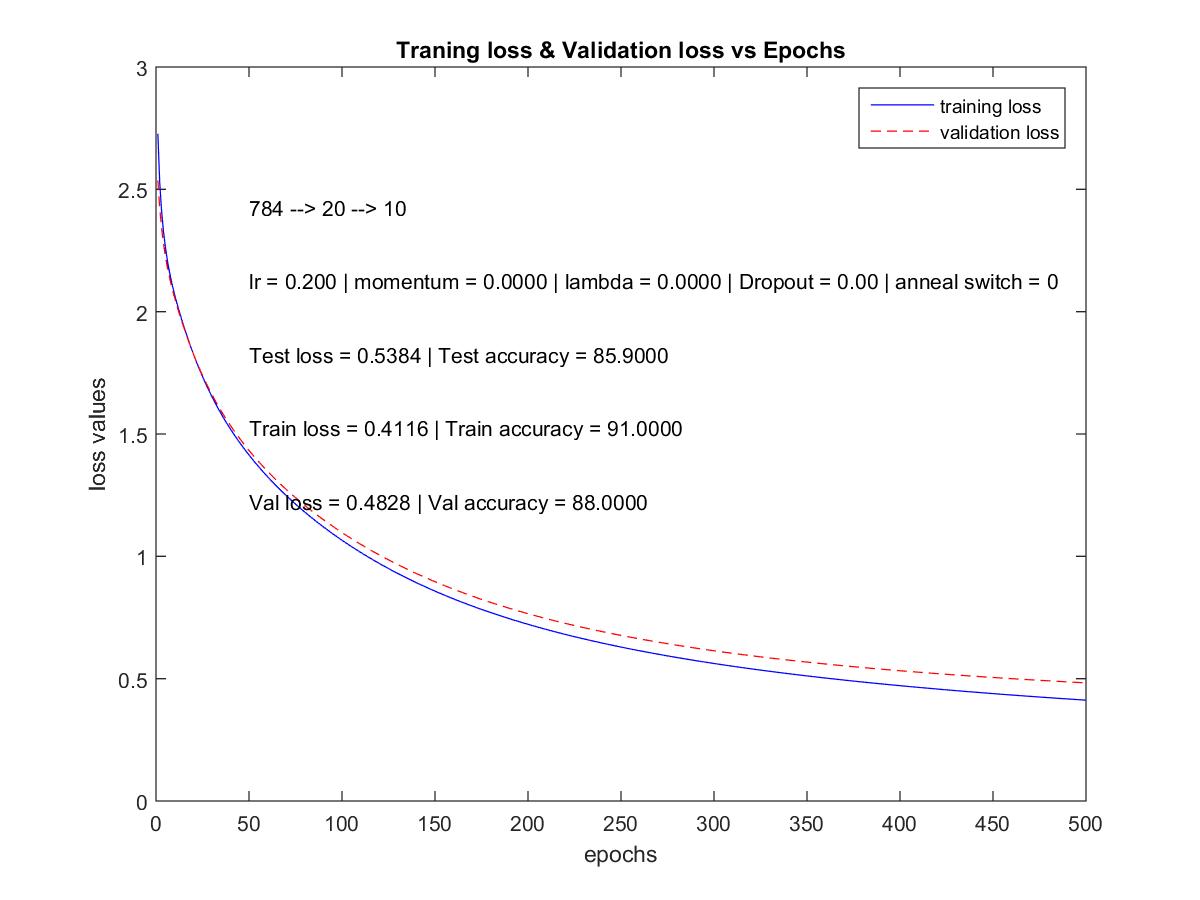 Traning loss & Validation loss vs Epochs
3
training loss
validation loss
2.5
784 --> 20 --> 10
lr = 0.200 | momentum = 0.0000 | lambda = 0.0000 | Dropout = 0.00 | anneal switch = 0
2
Test loss = 0.5384 | Test accuracy = 85.9000
loss values
1.5
Train loss = 0.4116 | Train accuracy = 91.0000
Val loss = 0.4828 | Val accuracy = 88.0000
1
0.5
0
0 50 100 150 200 250 300 350 400 450 500
epochs